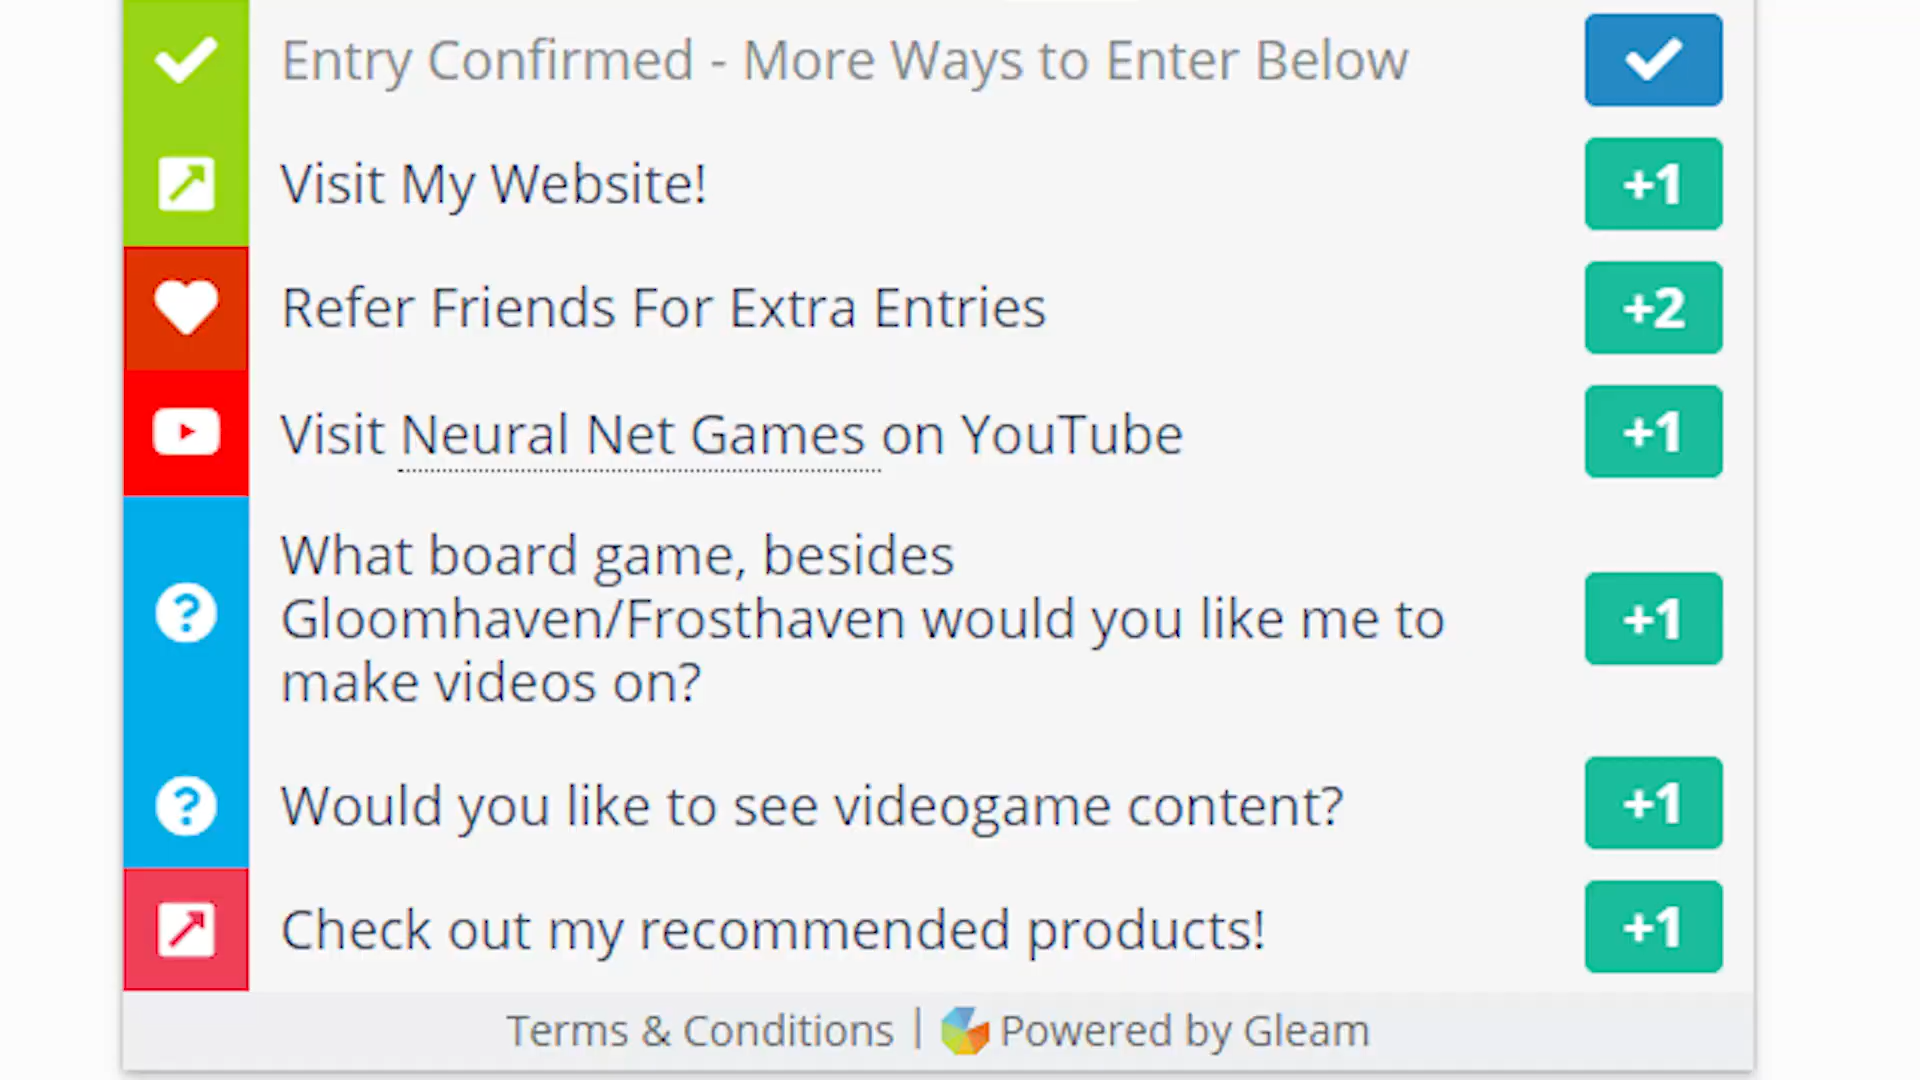 Entry Confirmed - More Ways to Enter Below
Visit My Website!
+1
Refer Friends For Extra Entries
+2
Visit Neural Net Games on YouTube
+1
What board game, besides
Gloomhaven/Frosthaven would you like me to
make videos on?
+1
Would you like to see videogame content?
+1
Check out my recommended products!
+1
Terms & Conditions | Powered by Gleam